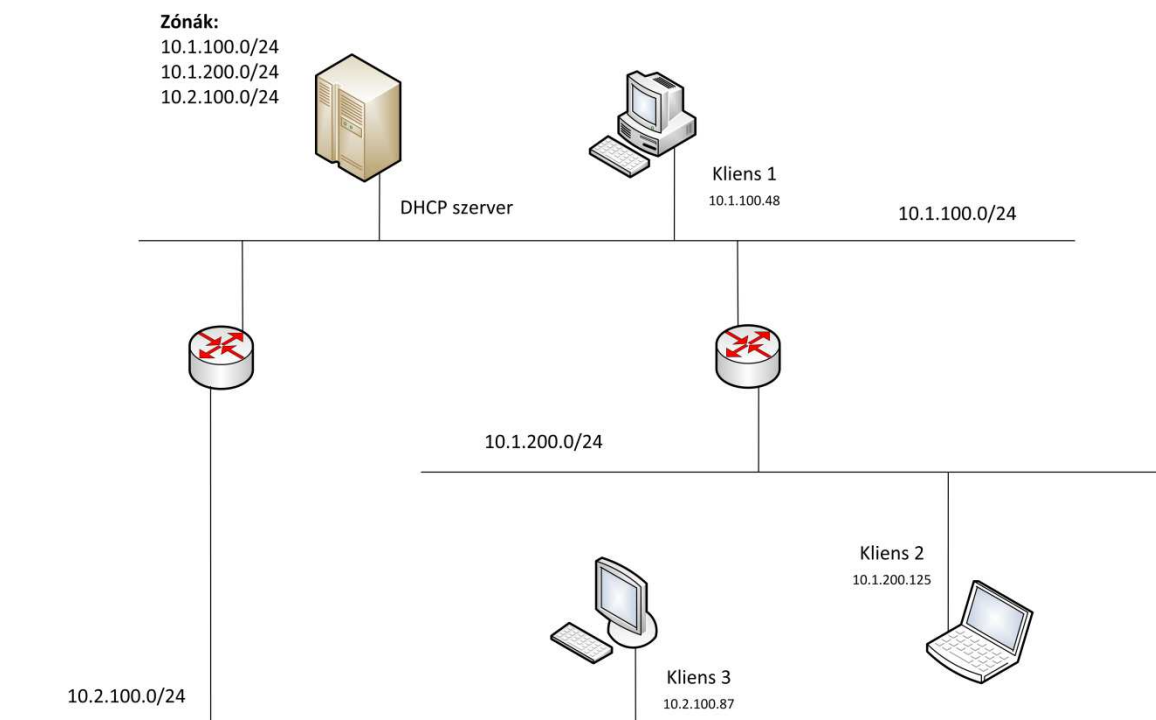 Zónák:
10.1.100.0/24
10.1.200.0/24
10.2.100.0/24
Kliens 1
10.1.100.48
DHCP szerver
10.1.100.0/24
10.1.200.0/24
Kliens 2
10.1.200.125
Kliens 3
10.2.100.87
10.2.100.0/24